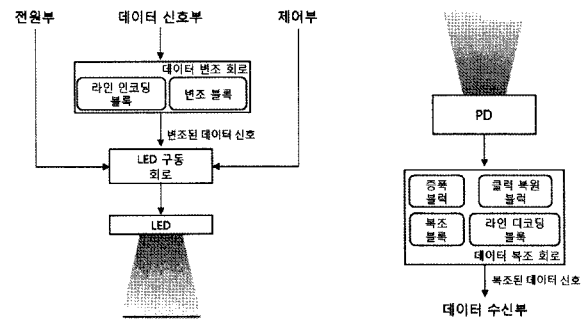 전원부
데이터 신호부
제어부
데이터 변조 회로
라인 인코딩
블록
변조 블록
변조된 데이터 신호
LED 구동
회로
LED
PD
증폭
블럭
클럭 복원
블럭
복조
블록
라인 디코딩
블록
데이터 복조 회로
복조된 데이터 신호
데이터 수신부